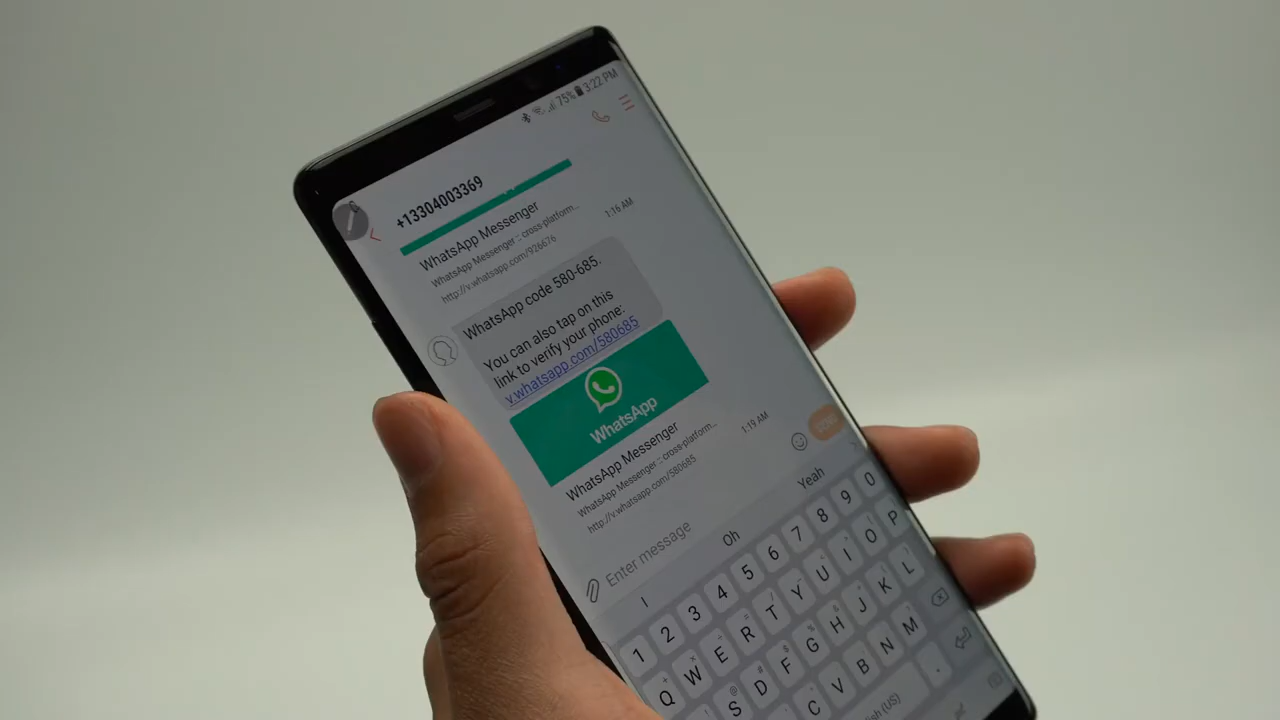 75% 3:22 PM
+13304003369
WhatsApp Messenger
WhatsApp Messenger :: cross-platform...
http://v.whatsapp.com/926676
1:16 AM
WhatsApp code 580-685.
You can also tap on this
link to verify your phone:
v.whatsapp.com/580685
WhatsApp
WhatsApp Messenger
WhatsApp Messenger :: cross-platform...
http://v.whatsapp.com/580685
1:19 AM
Enter message
I Oh Yeah
1 2 3 4 5 6 7 8 9 0
Q W E R T Y U I O P
S D F G H J K L
C V B N M
ish (US) .